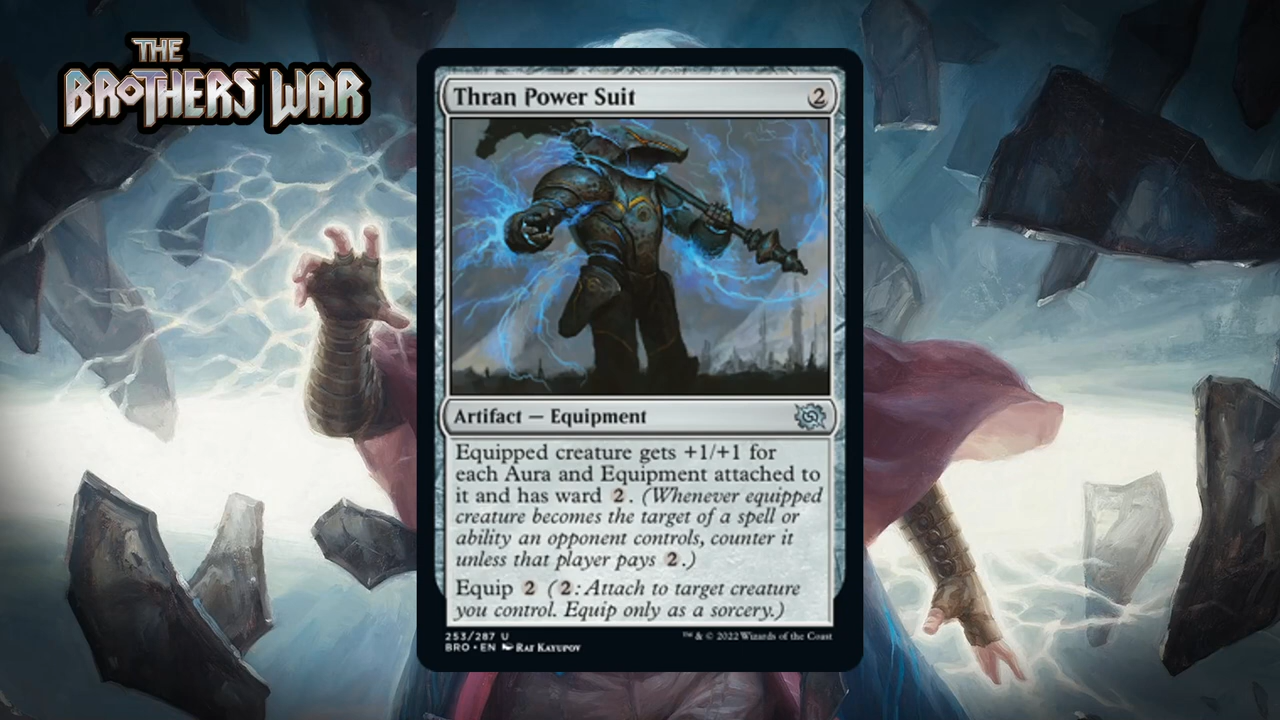 THE
BROTHERS' WAR
Thran Power Suit 2
Artifact — Equipment
Equipped creature gets +1/+1 for
each Aura and Equipment attached to
it and has ward 2. (Whenever equipped
creature becomes the target of a spell or
ability an opponent controls, counter it
unless that player pays 2.)
Equip 2 (2: Attach to target creature
you control. Equip only as a sorcery.)
253/287 U
BRO • EN Raf Kayupov
™ & © 2022 Wizards of the Coast